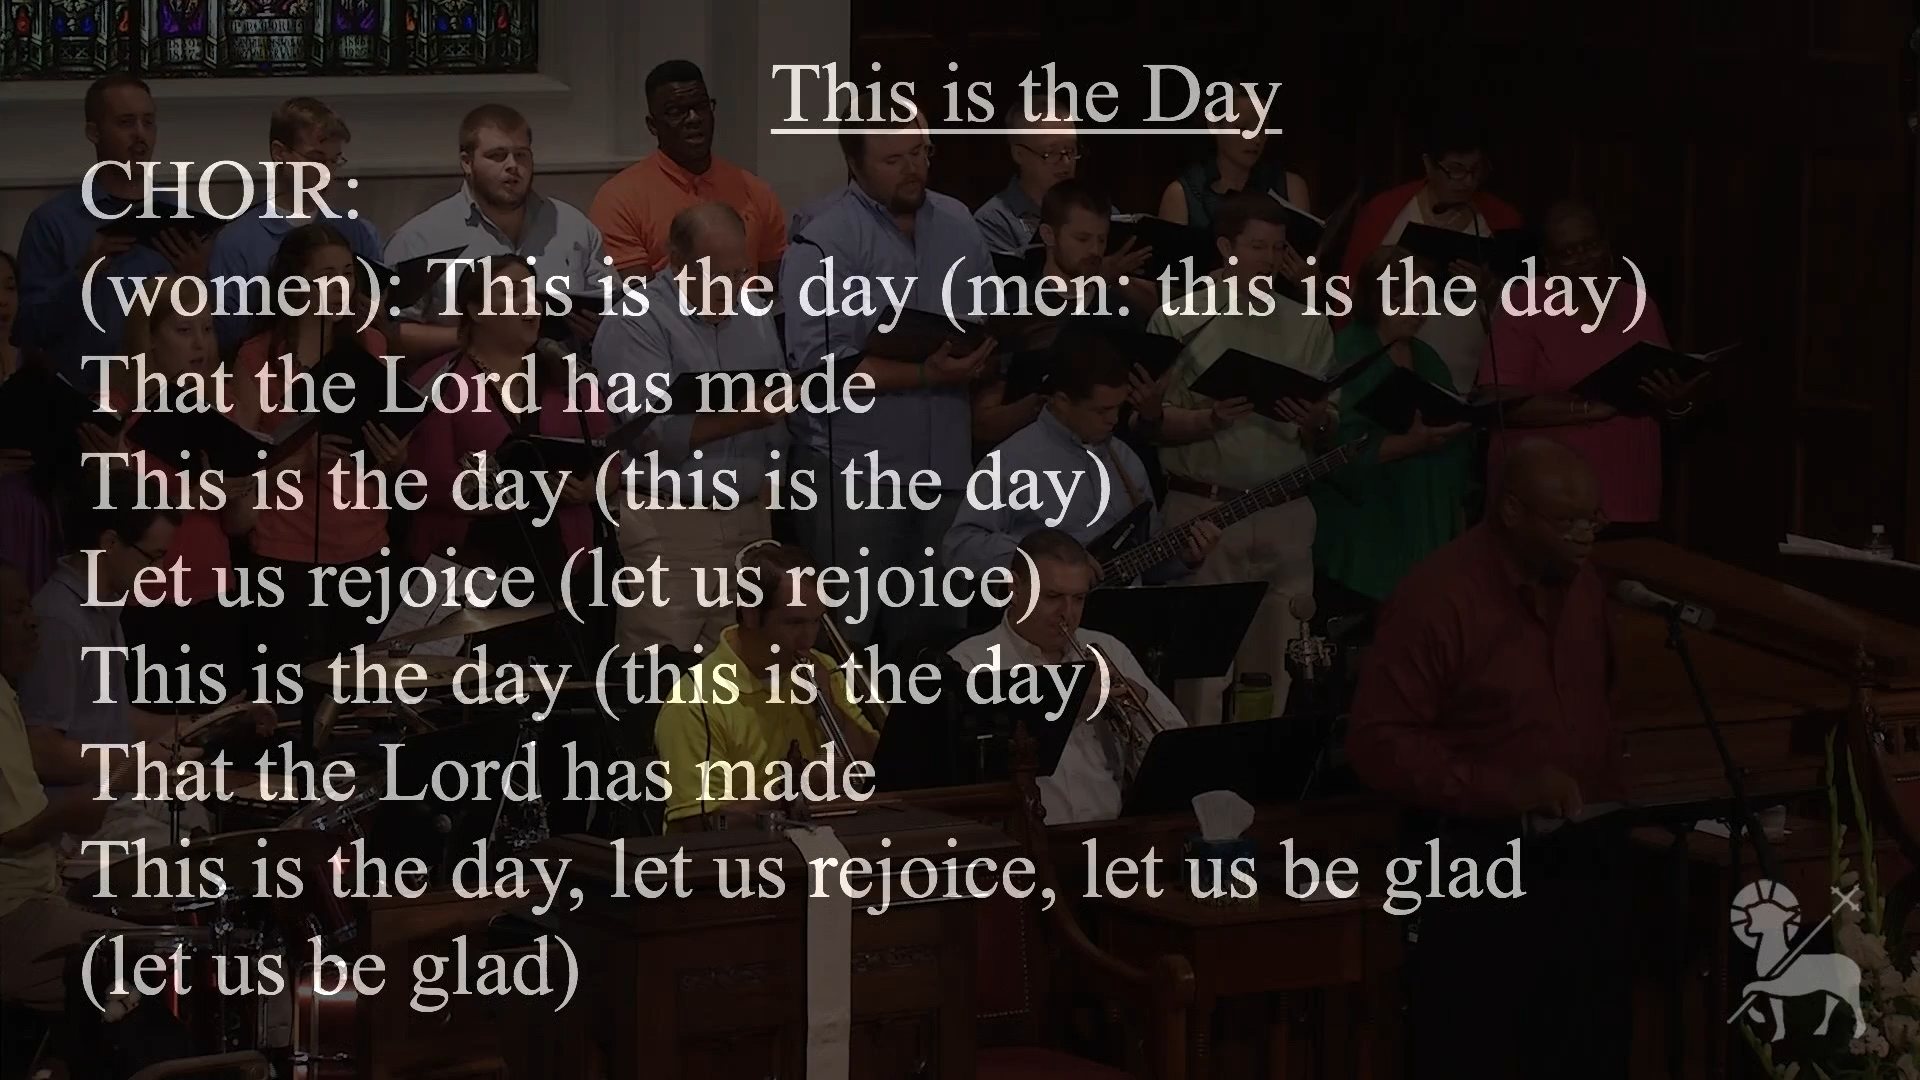 This is the Day
CHOIR:
(women): This is the day (men: this is the day)
That the Lord has made
This is the day (this is the day)
Let us rejoice (let us rejoice)
This is the day (this is the day)
That the Lord has made
This is the day, let us rejoice, let us be glad
(let us be glad)